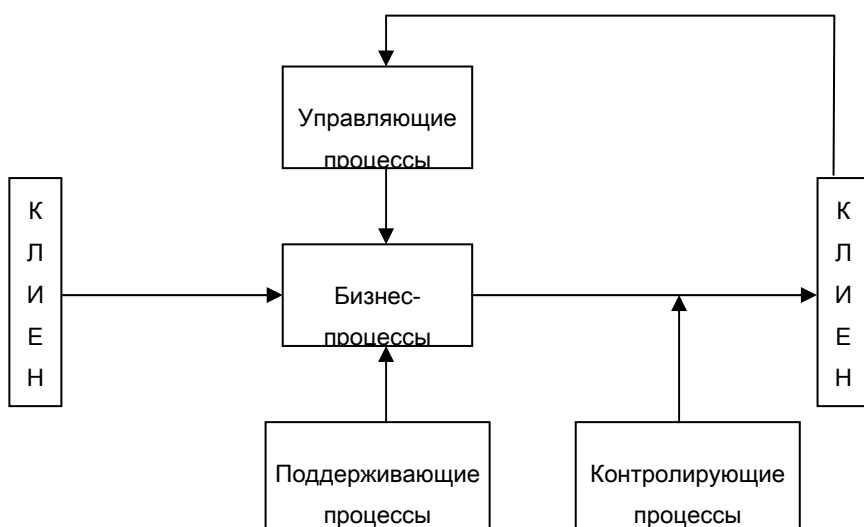 Управляющие
процессы
К
Л
И
Е
Н
Бизнес-
процессы
К
Л
И
Е
Н
Поддерживающие
процессы
Контролирующие
процессы